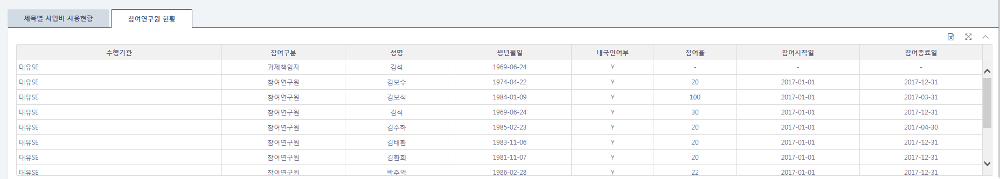 세목별 사업비 사용현황 참여연구원 현황
수행기관 참여구분 성명 생년월일 내국인여부 참여율 참여시작일 참여종료일
대유SE 과제책임자 김석 1969-06-24 Y - - -
대유SE 참여연구원 김보수 1974-04-22 Y 20 2017-01-01 2017-12-31
대유SE 참여연구원 김보식 1984-01-09 Y 100 2017-01-01 2017-03-31
대유SE 참여연구원 김석 1969-06-24 Y 30 2017-01-01 2017-12-31
대유SE 참여연구원 김주하 1985-02-23 Y 20 2017-01-01 2017-04-30
대유SE 참여연구원 김태환 1983-11-06 Y 20 2017-01-01 2017-12-31
대유SE 참여연구원 김환희 1981-11-07 Y 20 2017-01-01 2017-12-31
대유SE 참여연구원 박주억 1986-02-28 Y 22 2017-01-01 2017-12-31